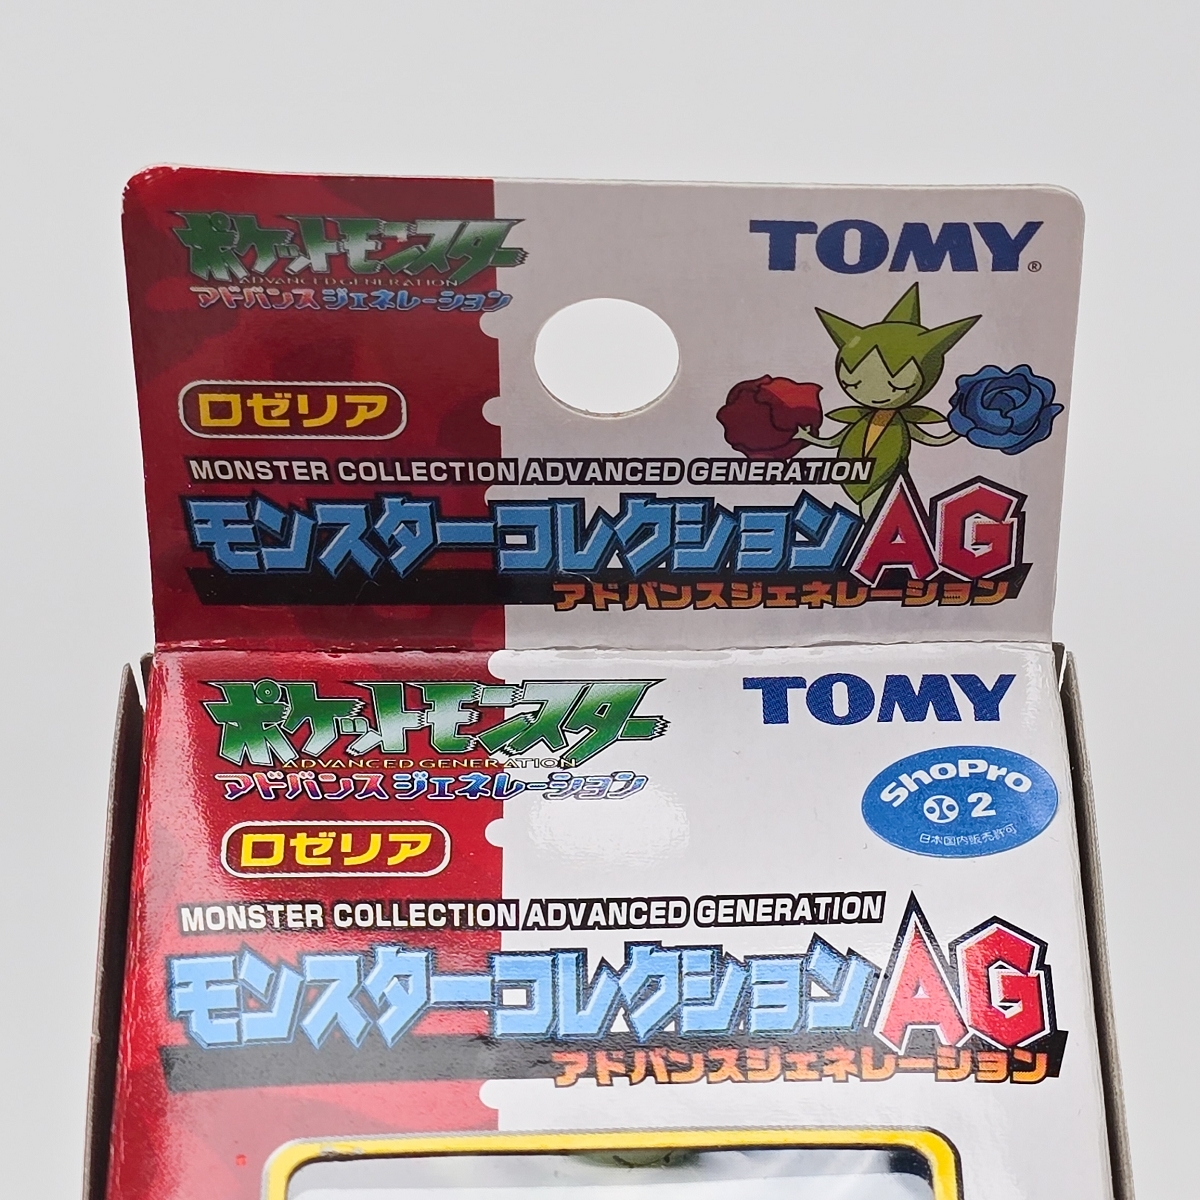 ポケットモンスター
ADVANCED GENERATION
アドバンスジェネレーション
TOMY®
ロゼリア
MONSTER COLLECTION ADVANCED GENERATION
モンスターコレクションAG
アドバンスジェネレーション
ポケットモンスター
ADVANCED GENERATION
アドバンスジェネレーション
TOMY
ShoPro
2
日本国内販売許可
ロゼリア
MONSTER COLLECTION ADVANCED GENERATION
モンスターコレクションAG
アドバンスジェネレーション